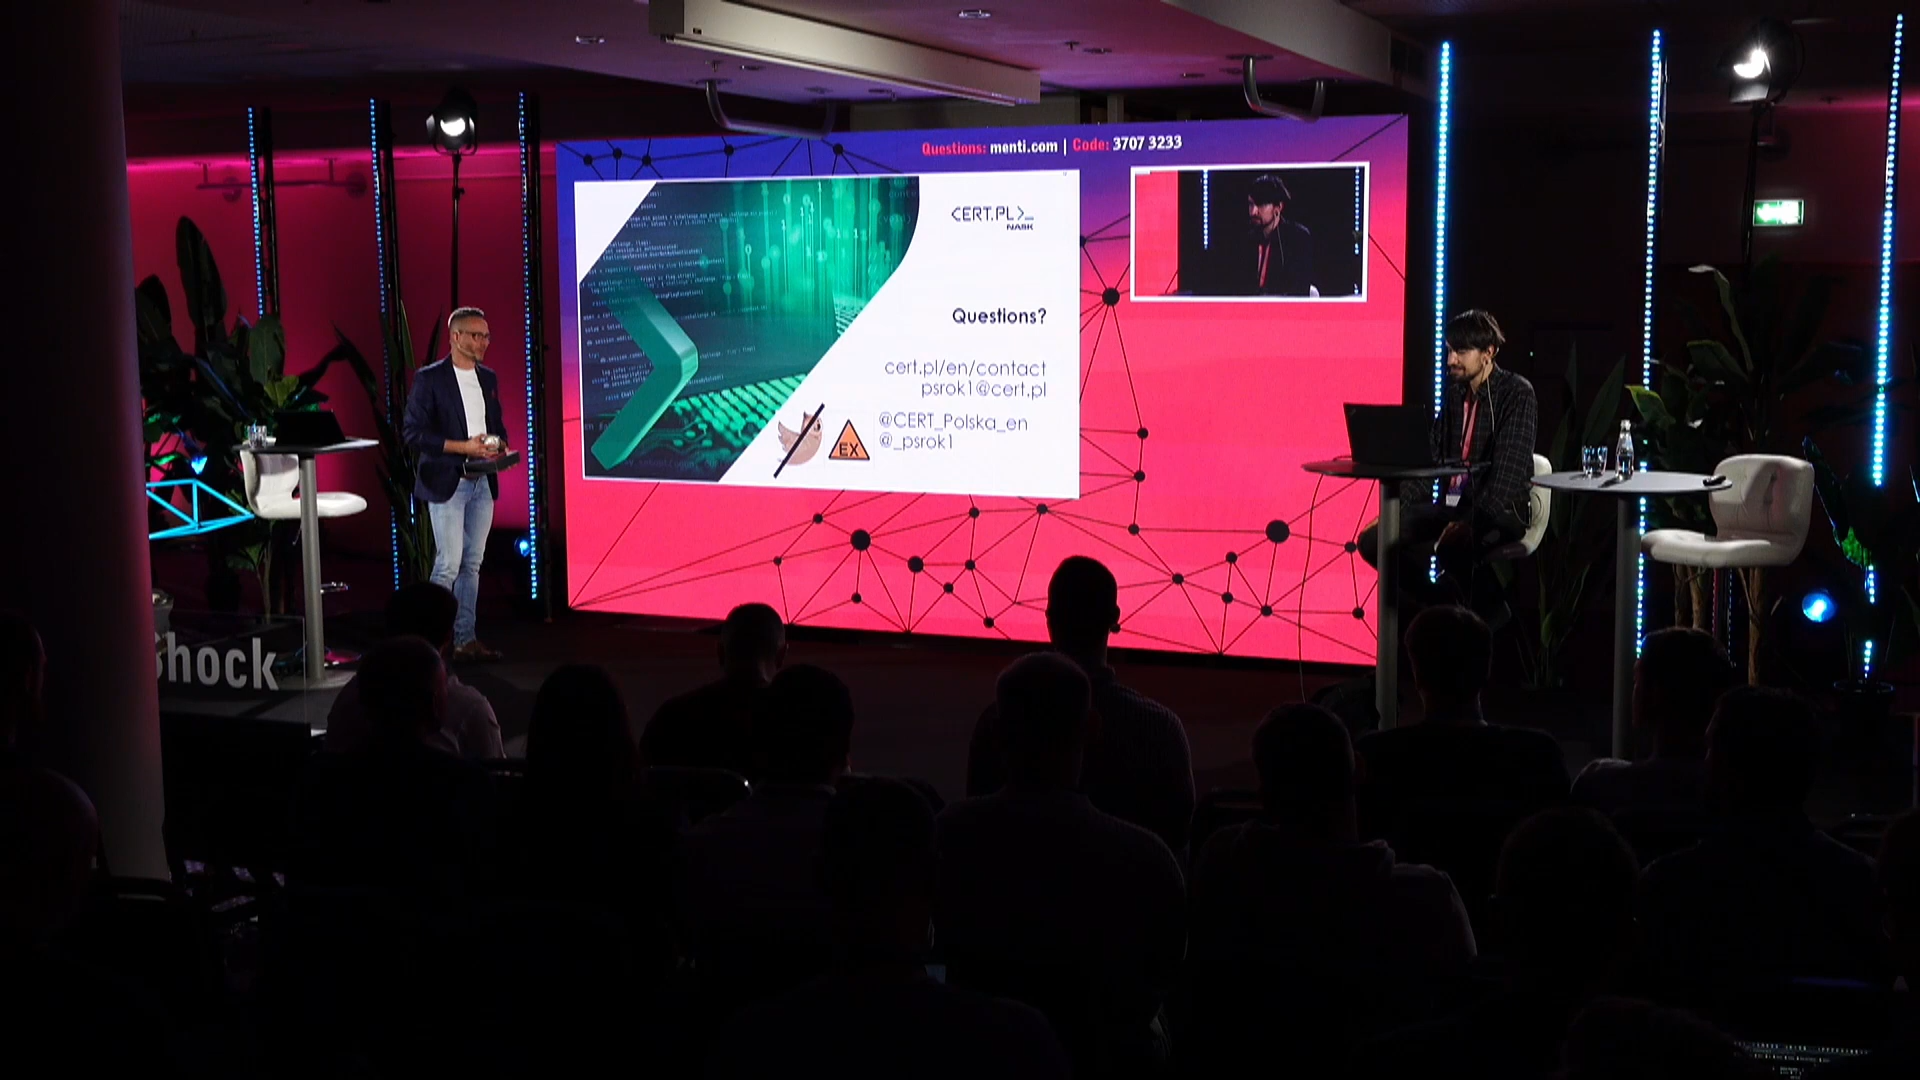 Questions: menti.com | Code: 3707 3233
CERT.PL>_
NASK
Questions?
cert.pl/en/contact
psrok1@cert.pl
@CERT_Polska_en
@_psrok1
EX
hock